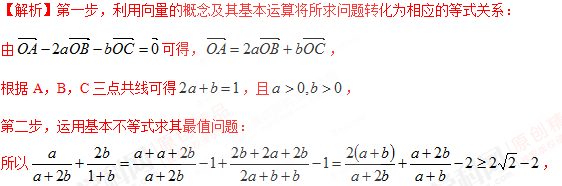 【解析】第一步，利用向量的概念及其基本运算将所求问题转化为相应的等式关系：
由 $\overrightarrow{OA}-2a\overrightarrow{OB}-b\overrightarrow{OC}=\vec{0}$ 可得，$\overrightarrow{OA}=2a\overrightarrow{OB}+b\overrightarrow{OC}$，
根据 A，B，C 三点共线可得 $2a+b=1$，且 $a>0,b>0$，
第二步，运用基本不等式求其最值问题：
所以 $\frac{a}{a+2b}+\frac{2b}{1+b}=\frac{a+a+2b}{a+2b}-1+\frac{2b+2a+2b}{2a+b+b}-1=\frac{2(a+b)}{a+2b}+\frac{a+2b}{a+b}-2\geq 2\sqrt{2}-2$，